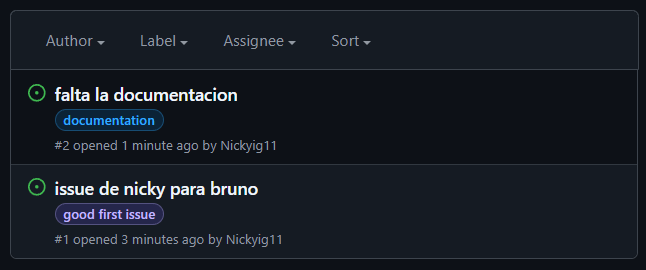 Author Label Assignee Sort
falta la documentacion
documentation
#2 opened 1 minute ago by Nickyig11
issue de nicky para bruno
good first issue
#1 opened 3 minutes ago by Nickyig11